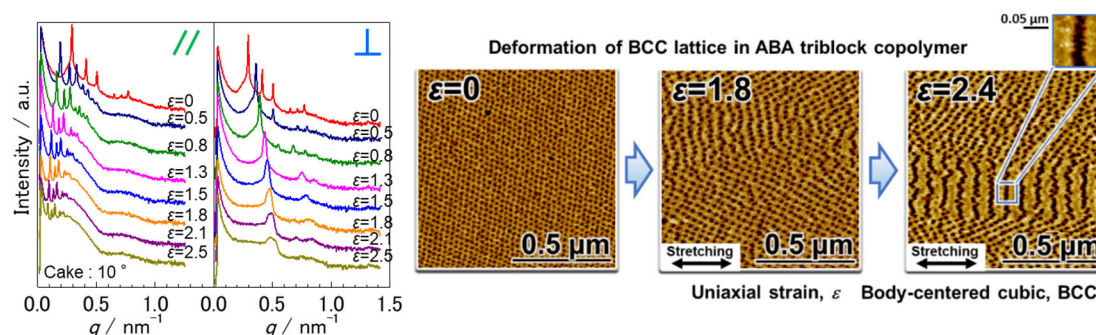 //
⊥
Intensity / a.u.
ε=0
ε=0.5
ε=0.8
ε=1.3
ε=1.5
ε=1.8
ε=2.1
ε=2.5
Cake : 10 °
0.0 0.5 1.0
q / nm⁻¹
ε=0
ε=0.5
ε=0.8
ε=1.3
ε=1.5
ε=1.8
ε=2.1
ε=2.5
0.0 0.5 1.0 1.5
q / nm⁻¹
0.05 μm
Deformation of BCC lattice in ABA triblock copolymer
ε=0
0.5 μm
ε=1.8
Stretching
0.5 μm
ε=2.4
Stretching
0.5 μm
Uniaxial strain, ε Body-centered cubic, BCC